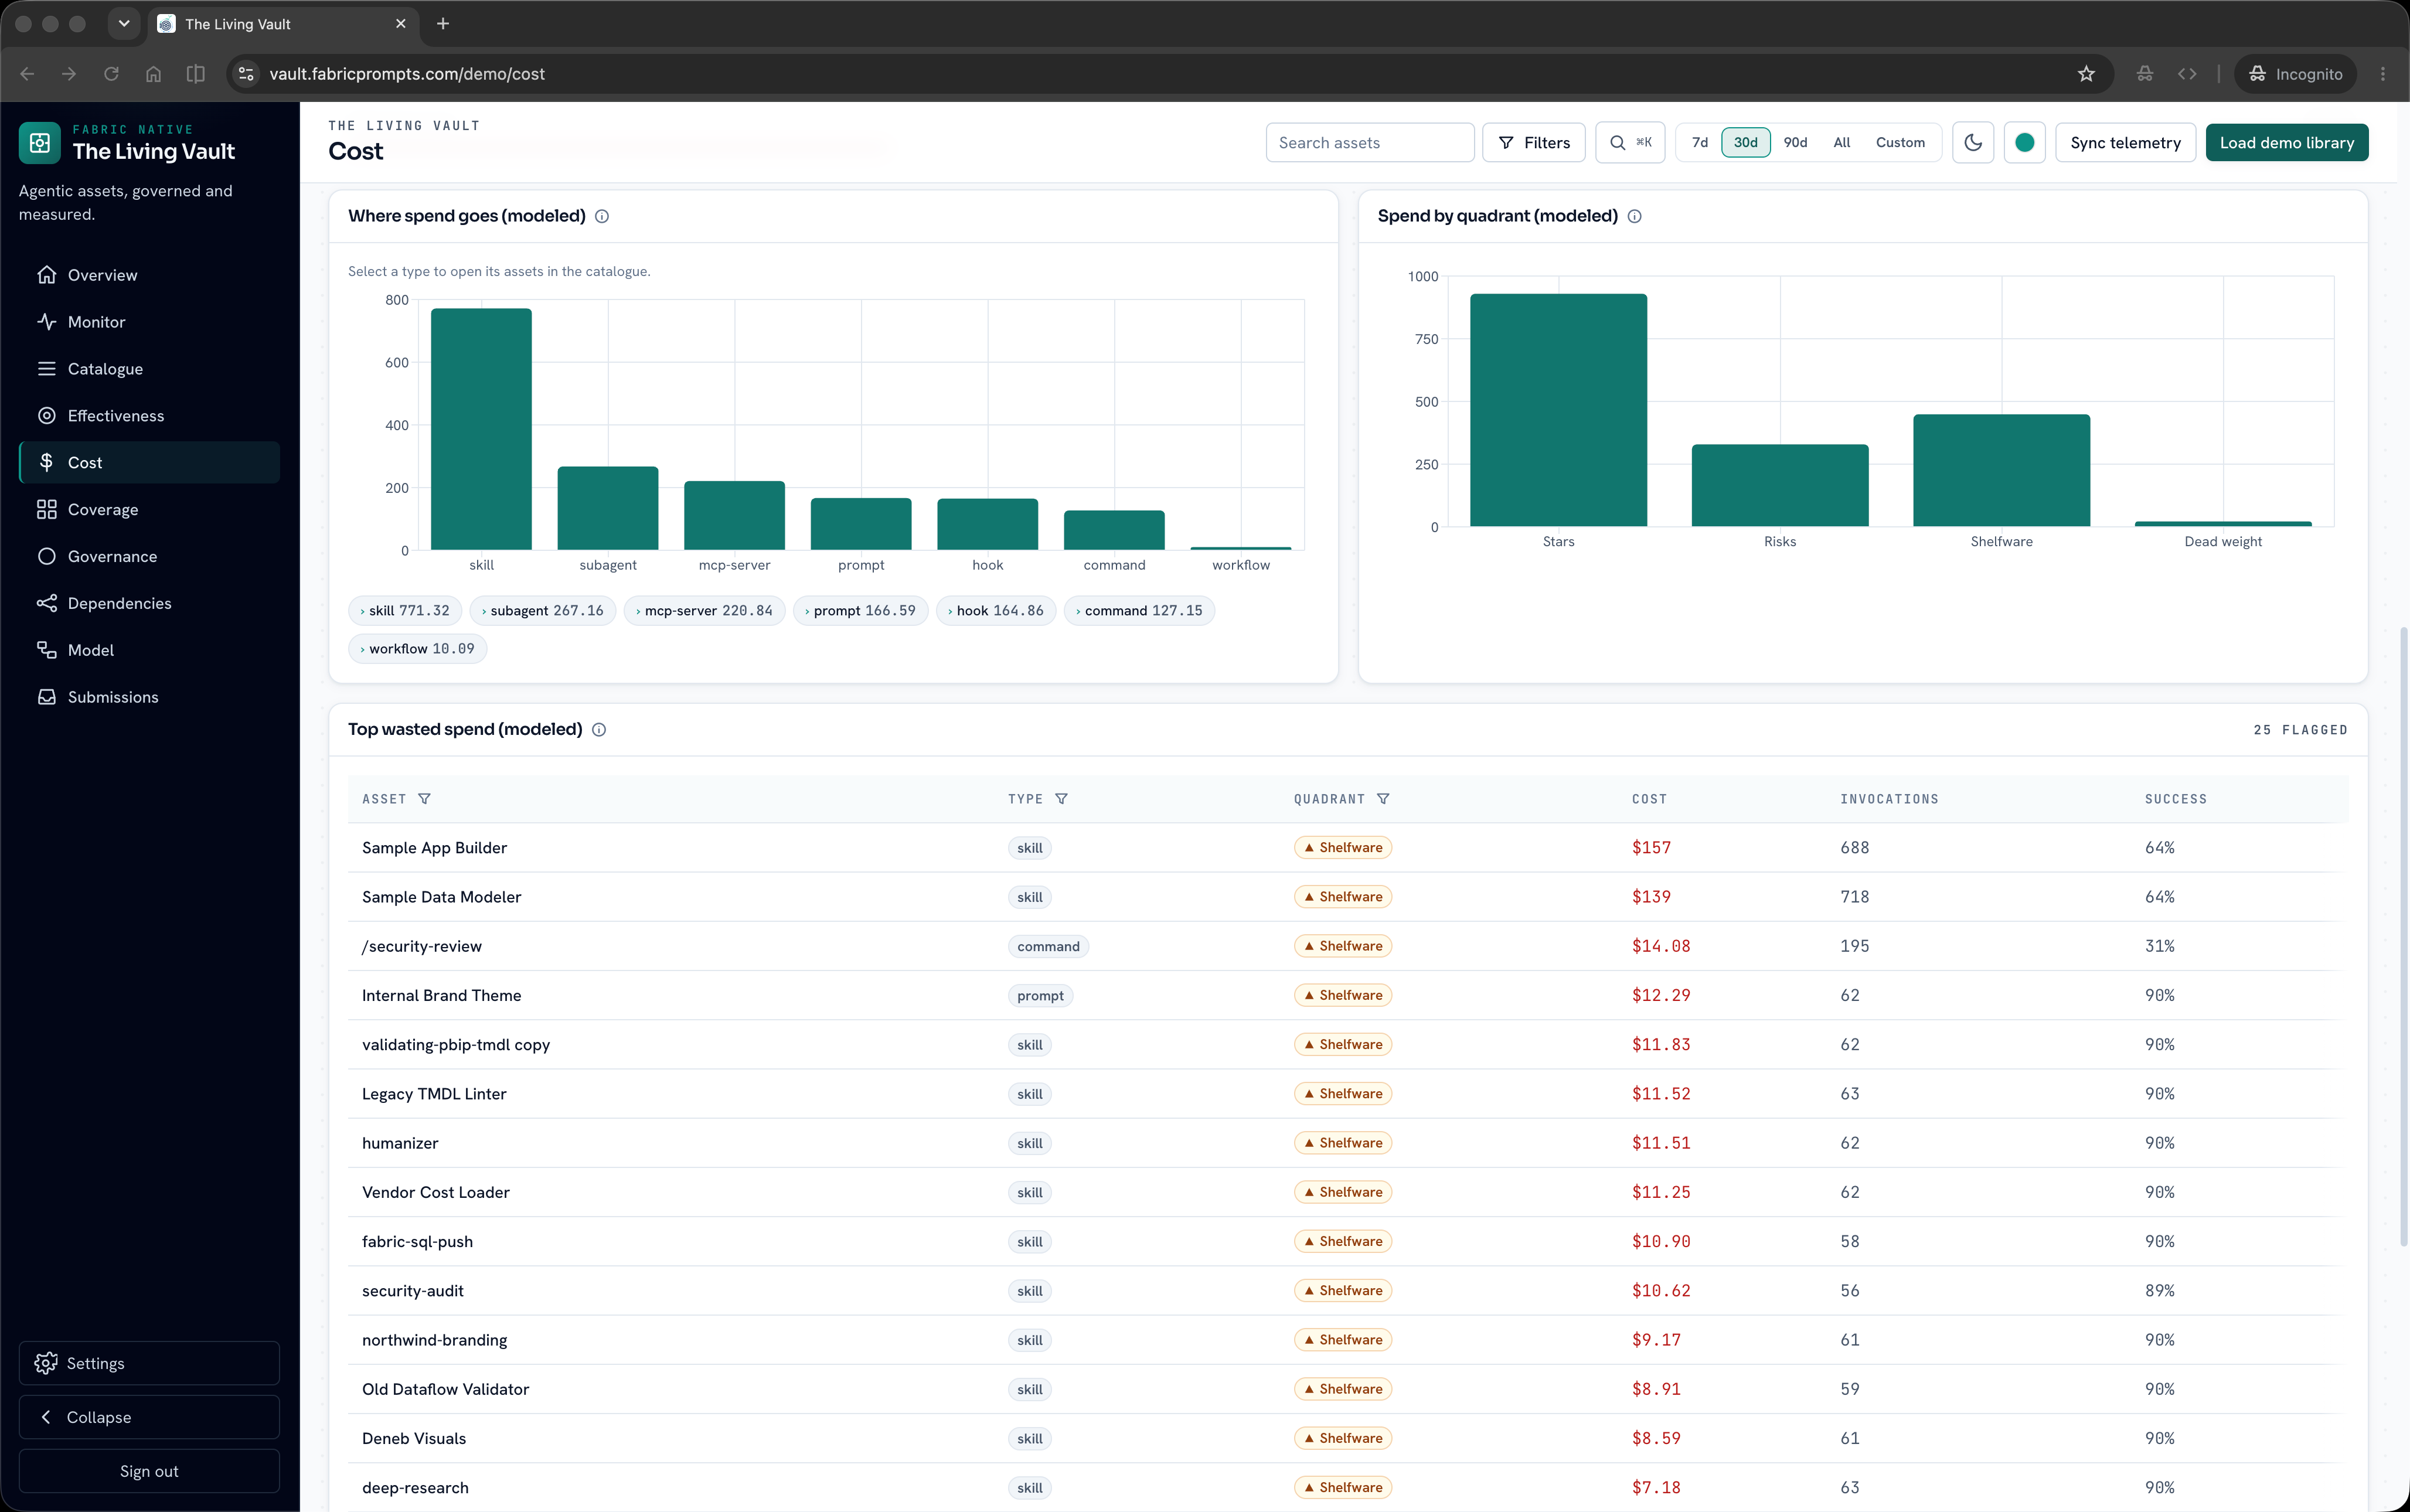 The Living Vault
vault.fabricprompts.com/demo/cost
Incognito
FABRIC NATIVE
The Living Vault
Agentic assets, governed and
measured.
Overview
Monitor
Catalogue
Effectiveness
Cost
Coverage
Governance
Dependencies
Model
Submissions
Settings
Collapse
Sign out
THE LIVING VAULT
Cost
Search assets
Filters
⌘K
7d 30d 90d All Custom
Sync telemetry
Load demo library
Where spend goes (modeled)
Select a type to open its assets in the catalogue.
800
600
400
200
0
skill subagent mcp-server prompt hook command workflow
› skill 771.32 › subagent 267.16 › mcp-server 220.84 › prompt 166.59 › hook 164.86 › command 127.15
› workflow 10.09
Spend by quadrant (modeled)
1000
750
500
250
0
Stars Risks Shelfware Dead weight
Top wasted spend (modeled)
25 FLAGGED
ASSET TYPE QUADRANT COST INVOCATIONS SUCCESS
Sample App Builder skill ▲ Shelfware $157 688 64%
Sample Data Modeler skill ▲ Shelfware $139 718 64%
/security-review command ▲ Shelfware $14.08 195 31%
Internal Brand Theme prompt ▲ Shelfware $12.29 62 90%
validating-pbip-tmdl copy skill ▲ Shelfware $11.83 62 90%
Legacy TMDL Linter skill ▲ Shelfware $11.52 63 90%
humanizer skill ▲ Shelfware $11.51 62 90%
Vendor Cost Loader skill ▲ Shelfware $11.25 62 90%
fabric-sql-push skill ▲ Shelfware $10.90 58 90%
security-audit skill ▲ Shelfware $10.62 56 89%
northwind-branding skill ▲ Shelfware $9.17 61 90%
Old Dataflow Validator skill ▲ Shelfware $8.91 59 90%
Deneb Visuals skill ▲ Shelfware $8.59 61 90%
deep-research skill ▲ Shelfware $7.18 63 90%